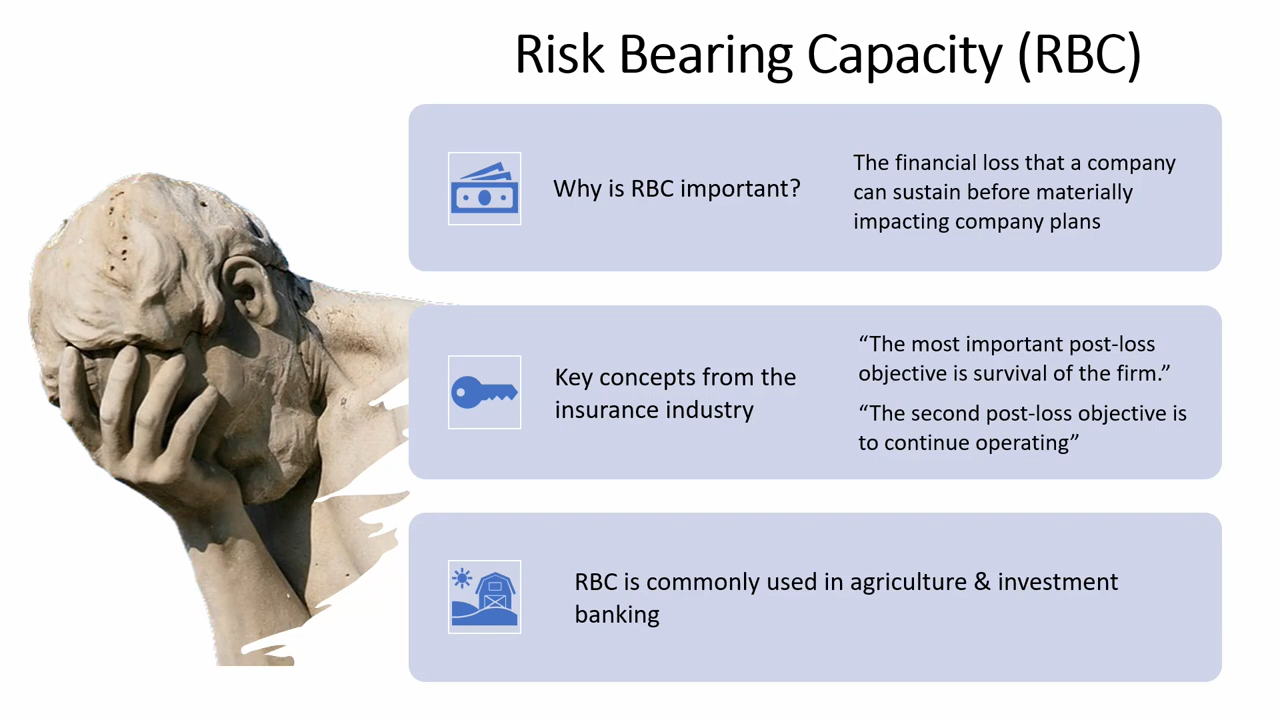 Risk Bearing Capacity (RBC)
Why is RBC important?
The financial loss that a company
can sustain before materially
impacting company plans
Key concepts from the
insurance industry
“The most important post-loss
objective is survival of the firm.”
“The second post-loss objective is
to continue operating”
RBC is commonly used in agriculture & investment
banking